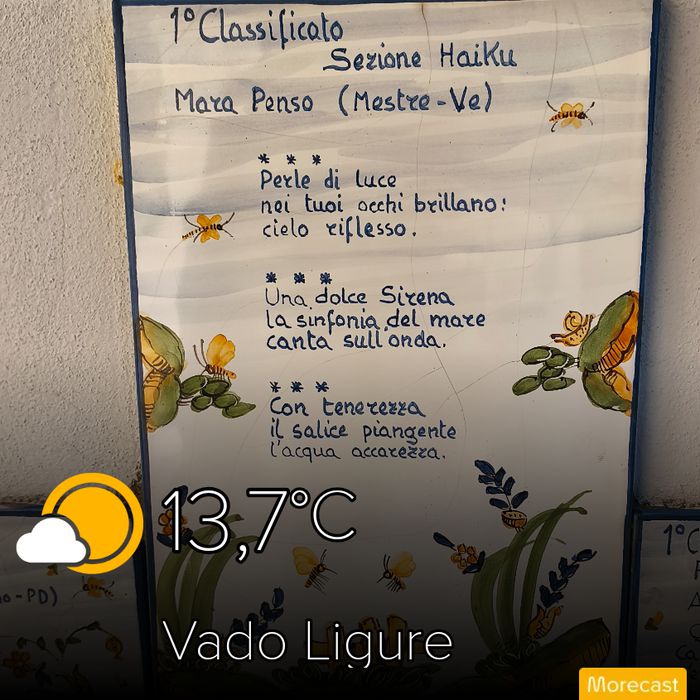 1° Classificato
Sezione Haiku
Mara Penso (Mestre-Ve)
* * *
Perle di luce
nei tuoi occhi brillano:
cielo riflesso.
* * *
Una dolce Sirena
la sinfonia del mare
canta sull'onda.
* * *
Con tenerezza
il salice piangente
l'acqua accarezza.
13,7°C
-PD)
1°C
Vado Ligure
Morecast